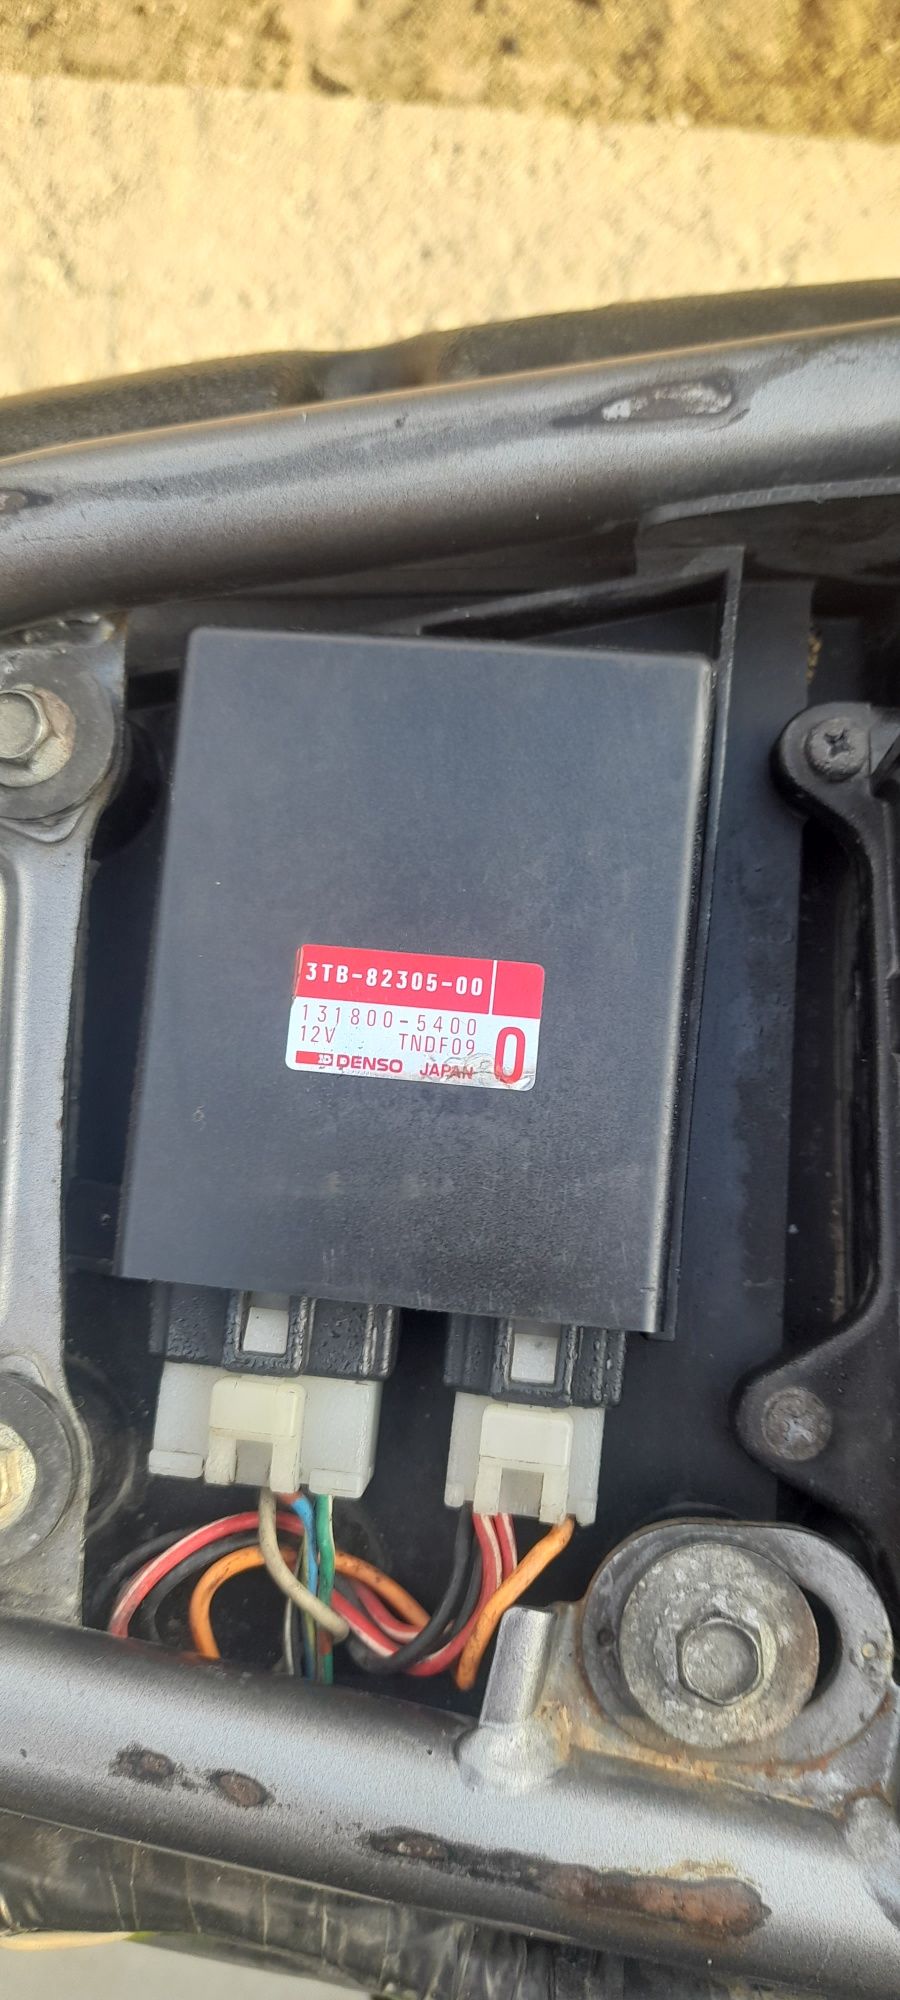 3TB-82305-00
131800-5400
12V TNDF09 0
DENSO JAPAN